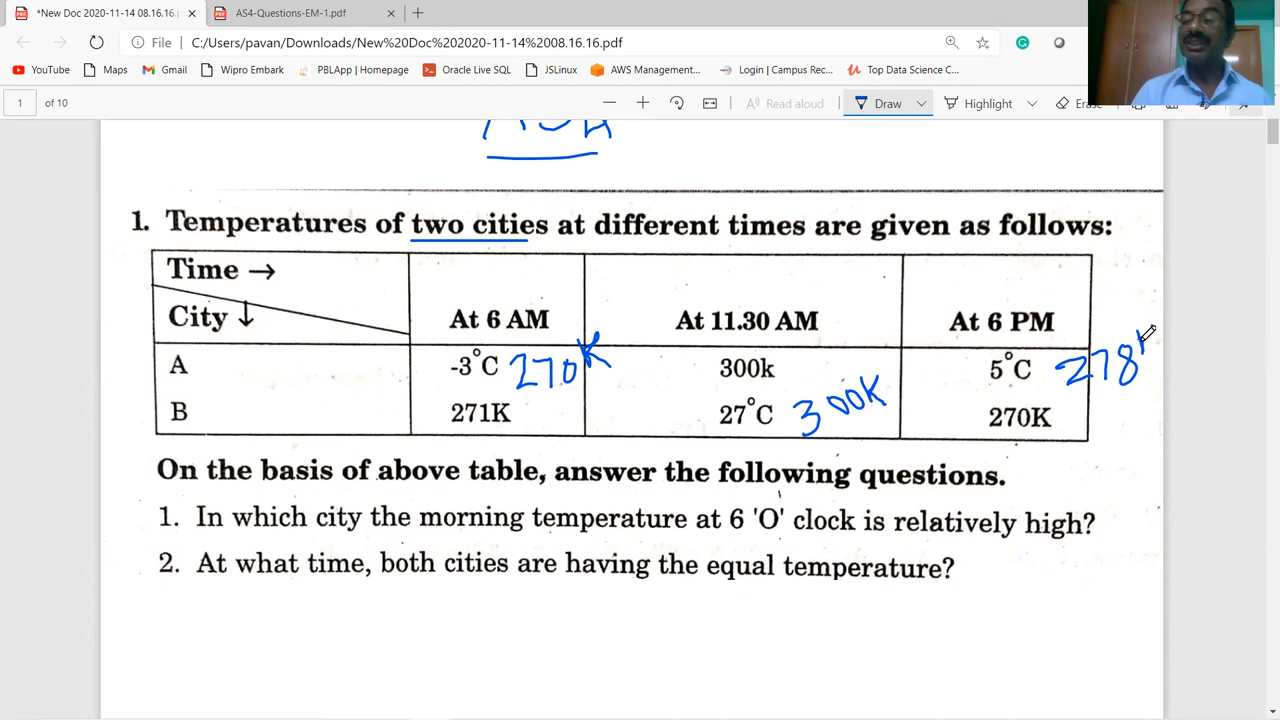 *New Doc 2020-11-14 08.16.16.p × AS4-Questions-EM-1.pdf × +
File C:/Users/pavan/Downloads/New%20Doc%202020-11-14%2008.16.16.pdf
YouTube Maps Gmail Wipro Embark PBLApp | Homepage Oracle Live SQL JSLinux AWS Management... Login | Campus Rec... Top Data Science C...
1 of 10 Read aloud Draw Highlight Erase
1. Temperatures of two cities at different times are given as follows:
Time →
City ↓ At 6 AM At 11.30 AM At 6 PM
A -3°C 270K 300k 5°C 278K
B 271K 27°C 300K 270K
On the basis of above table, answer the following questions.
1. In which city the morning temperature at 6 'O' clock is relatively high?
2. At what time, both cities are having the equal temperature?